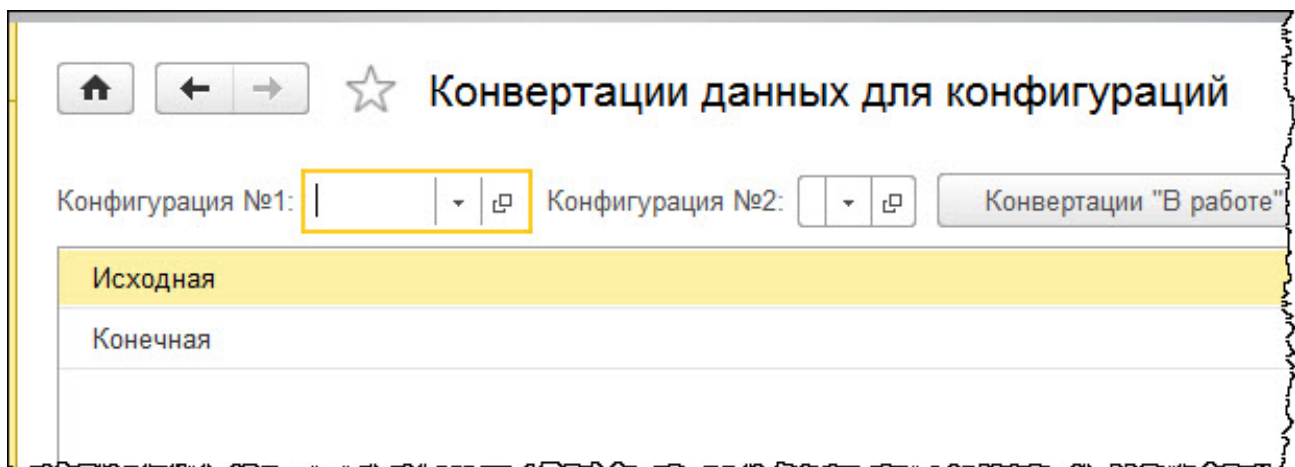 Конвертации данных для конфигураций
Конфигурация №1: Конфигурация №2: Конвертации "В работе"
Исходная
Конечная